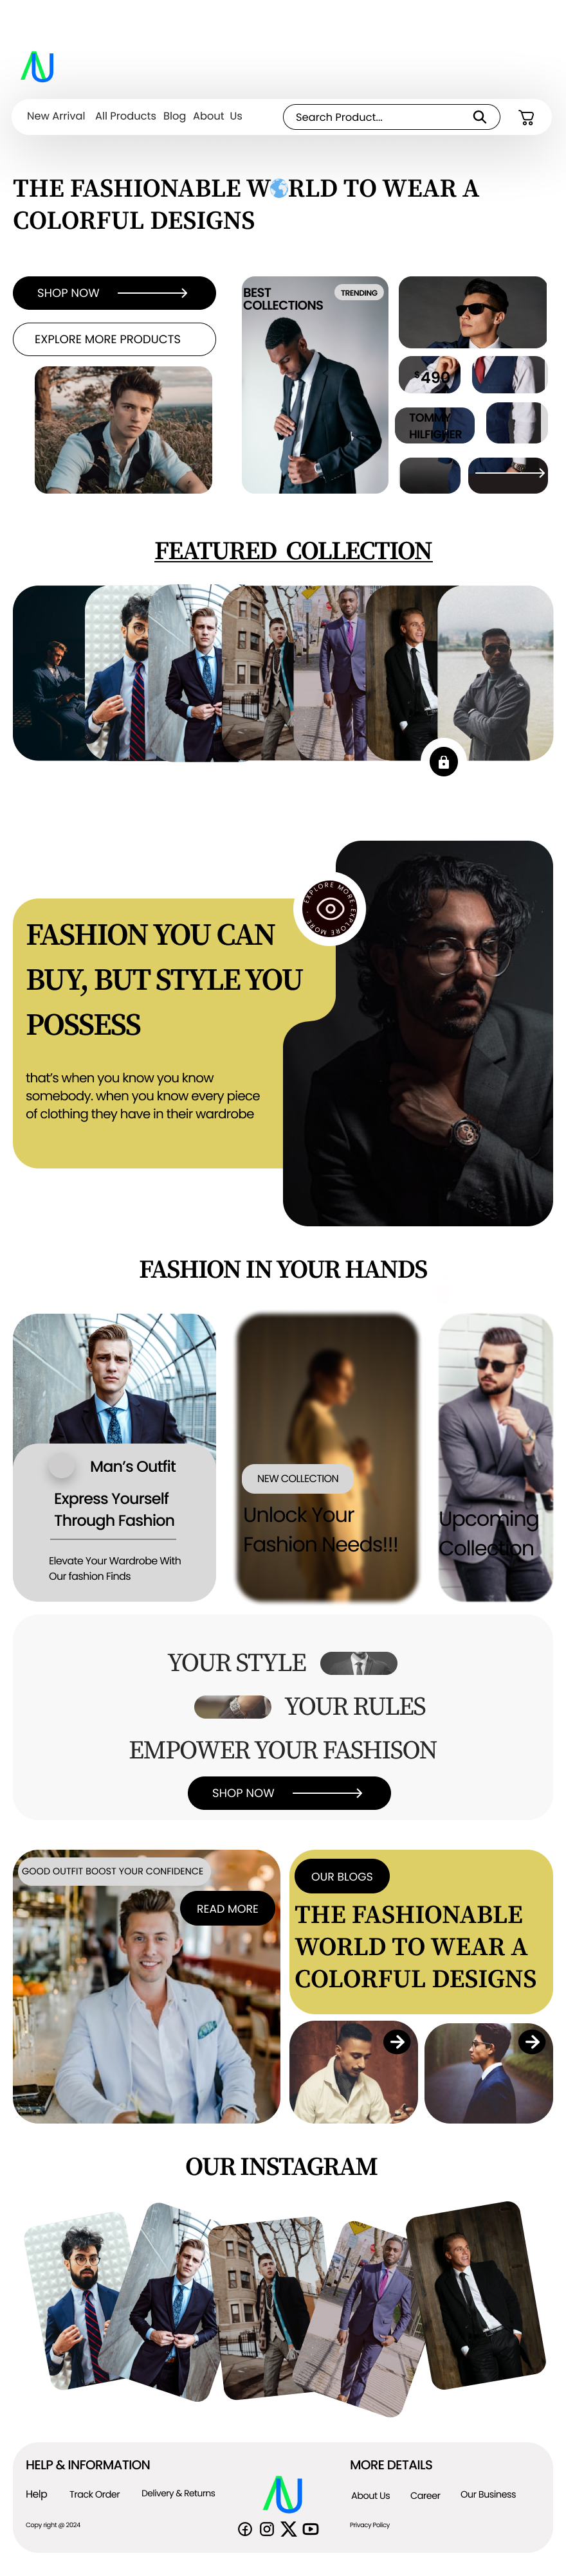 New Arrival All Products Blog About Us
Search Product...
THE FASHIONABLE W RLD TO WEAR A
COLORFUL DESIGNS
SHOP NOW
EXPLORE MORE PRODUCTS
BEST
COLLECTIONS
TRENDING
$490
TOMMY
HILFIGHER
FEATURED COLLECTION
EXPLORE MORE EXPLORE MORE
FASHION YOU CAN
BUY, BUT STYLE YOU
POSSESS
that's when you know you know
somebody. when you know every piece
of clothing they have in their wardrobe
FASHION IN YOUR HANDS
Man's Outfit
Express Yourself
Through Fashion
Elevate Your Wardrobe With
Our fashion Finds
NEW COLLECTION
Unlock Your
Fashion Needs!!!
Upcoming
Collection
YOUR STYLE
YOUR RULES
EMPOWER YOUR FASHISON
SHOP NOW
GOOD OUTFIT BOOST YOUR CONFIDENCE
READ MORE
OUR BLOGS
THE FASHIONABLE
WORLD TO WEAR A
COLORFUL DESIGNS
OUR INSTAGRAM
HELP & INFORMATION
Help Track Order Delivery & Returns
Copy right @ 2024
MORE DETAILS
About Us Career Our Business
Privacy Policy